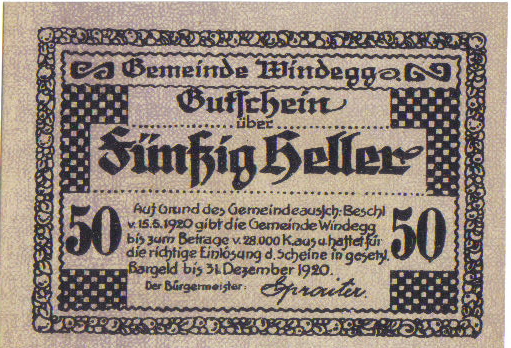 Gemeinde Windegg
Gutschein
über
Fünfzig Heller
50
50
Auf Grund des Gemeindeaussch. Beschl
v. 15.5.1920 gibt die Gemeinde Windegg
bis zum Betrage v. 28.000 K aus u. haftet für
die richtige Einlösung d. Scheine in gesetzl.
Bargeld bis 31. Dezember 1920.
Der Bürgermeister: